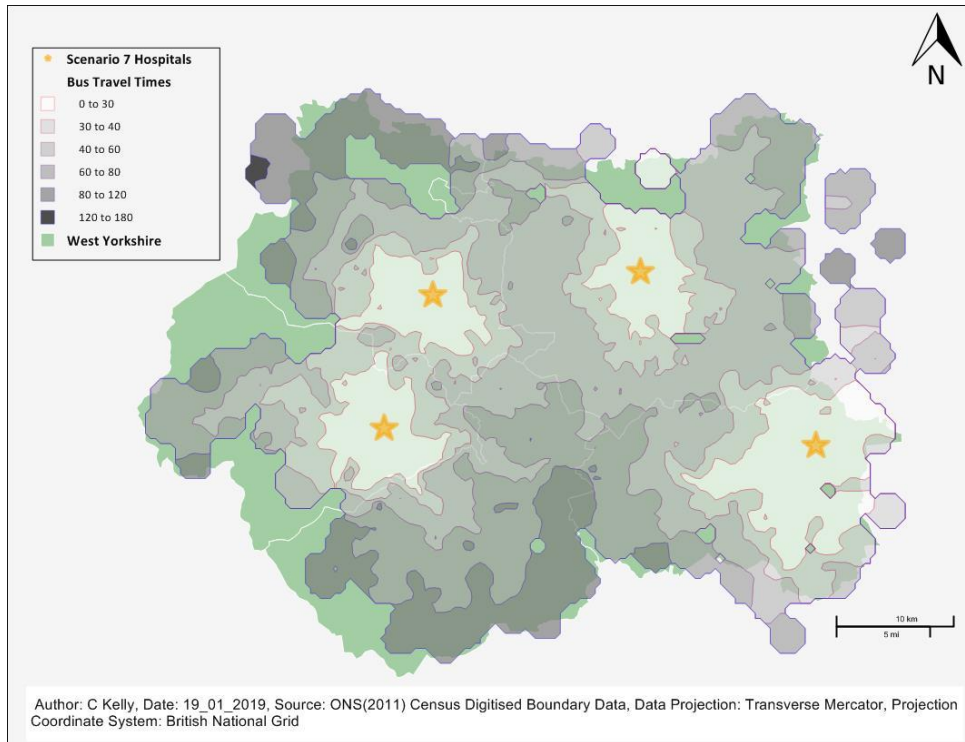 Scenario 7 Hospitals
Bus Travel Times
0 to 30
30 to 40
40 to 60
60 to 80
80 to 120
120 to 180
West Yorkshire
N
10 km
5 mi
Author: C Kelly, Date: 19_01_2019, Source: ONS(2011) Census Digitised Boundary Data, Data Projection: Transverse Mercator, Projection
Coordinate System: British National Grid